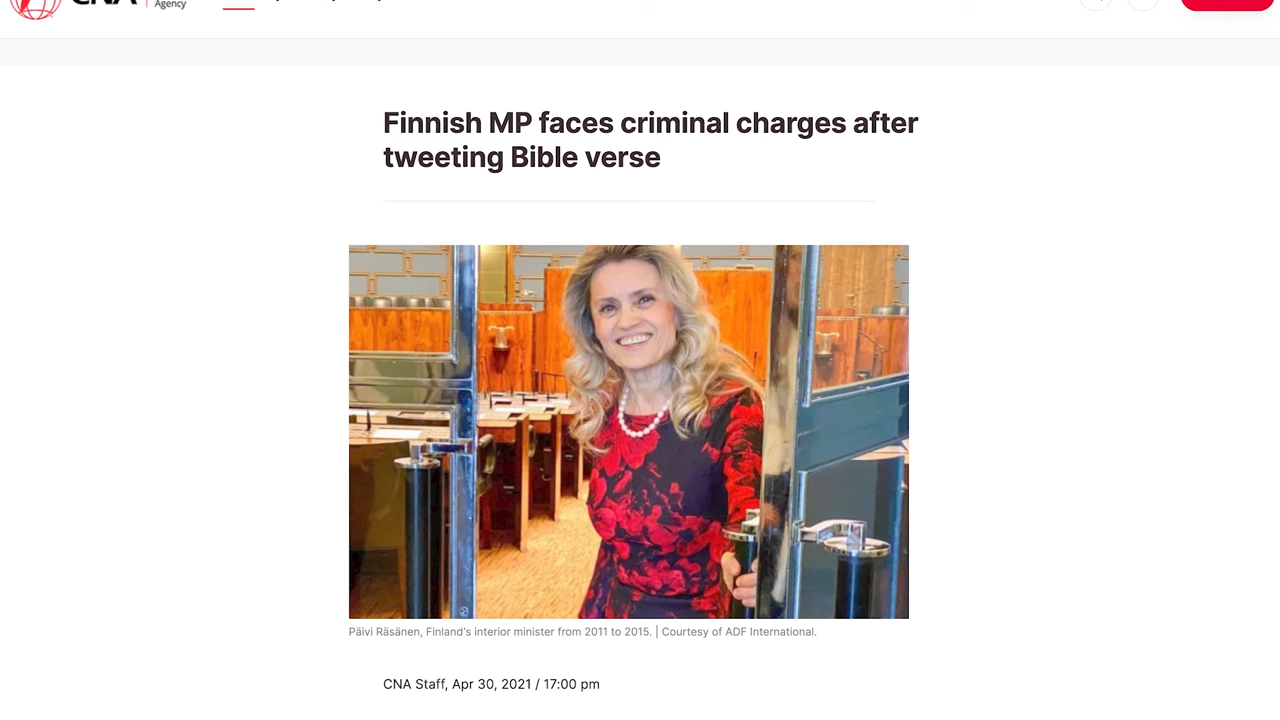 CNA
Agency
Finnish MP faces criminal charges after
tweeting Bible verse
Päivi Räsänen, Finland's interior minister from 2011 to 2015. | Courtesy of ADF International.
CNA Staff, Apr 30, 2021 / 17:00 pm